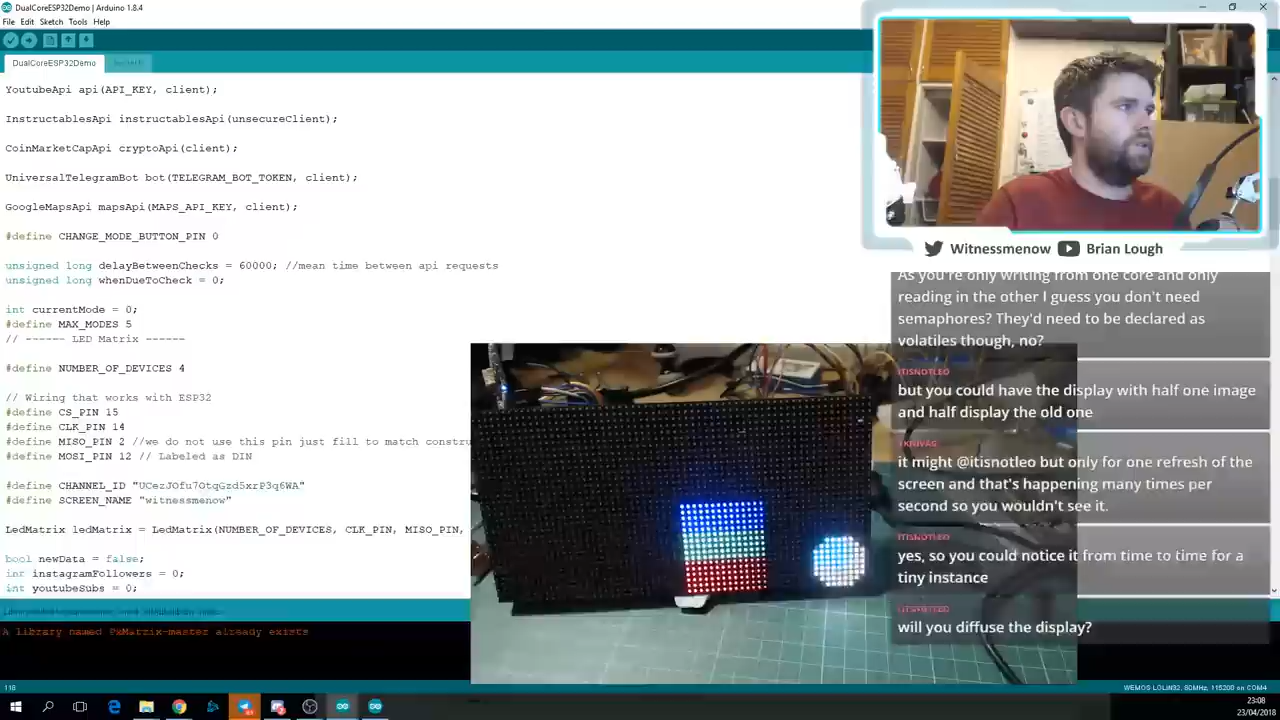 DualCoreESP32Demo | Arduino 1.8.4
File Edit Sketch Tools Help
DualCoreESP32Demo
YoutubeApi api(API_KEY, client);
InstructablesApi instructablesApi(unsecureClient);
CoinMarketCapApi cryptoApi(client);
UniversalTelegramBot bot(TELEGRAM_BOT_TOKEN, client);
GoogleMapsApi mapsApi(MAPS_API_KEY, client);
#define CHANGE_MODE_BUTTON_PIN 0
unsigned long delayBetweenChecks = 60000; //mean time between api requests
unsigned long whenDueToCheck = 0;
int currentMode = 0;
#define MAX_MODES 5
// ------ LED Matrix ------
#define NUMBER_OF_DEVICES 4
// Wiring that works with ESP32
#define CS_PIN 15
#define CLK_PIN 14
#define MISO_PIN 2 //we do not use this pin just fill to match constru
#define MOSI_PIN 12 // Labeled as DIN
#define CHANNEL_ID "UCezJOfu7OtqGzd5xrP3q6WA"
#define SCREEN_NAME "witnessmenow"
LedMatrix ledMatrix = LedMatrix(NUMBER_OF_DEVICES, CLK_PIN, MISO_PIN,
bool newData = false;
int instagramFollowers = 0;
int youtubeSubs = 0;
A library named PxMatrix-master already exists
118
WEMOS LOLIN32, 80MHz, 115200 on COM4
23:08
23/04/2018
Witnessmenow Brian Lough
As you're only writing from one core and only
reading in the other I guess you don't need
semaphores? They'd need to be declared as
volatiles though, no?
ITISNOTLEO
but you could have the display with half one image
and half display the old one
it might @itisnotleo but only for one refresh of the
screen and that's happening many times per
second so you wouldn't see it.
ITISNOTLEO
yes, so you could notice it from time to time for a
tiny instance
ITISNOTLEO
will you diffuse the display?